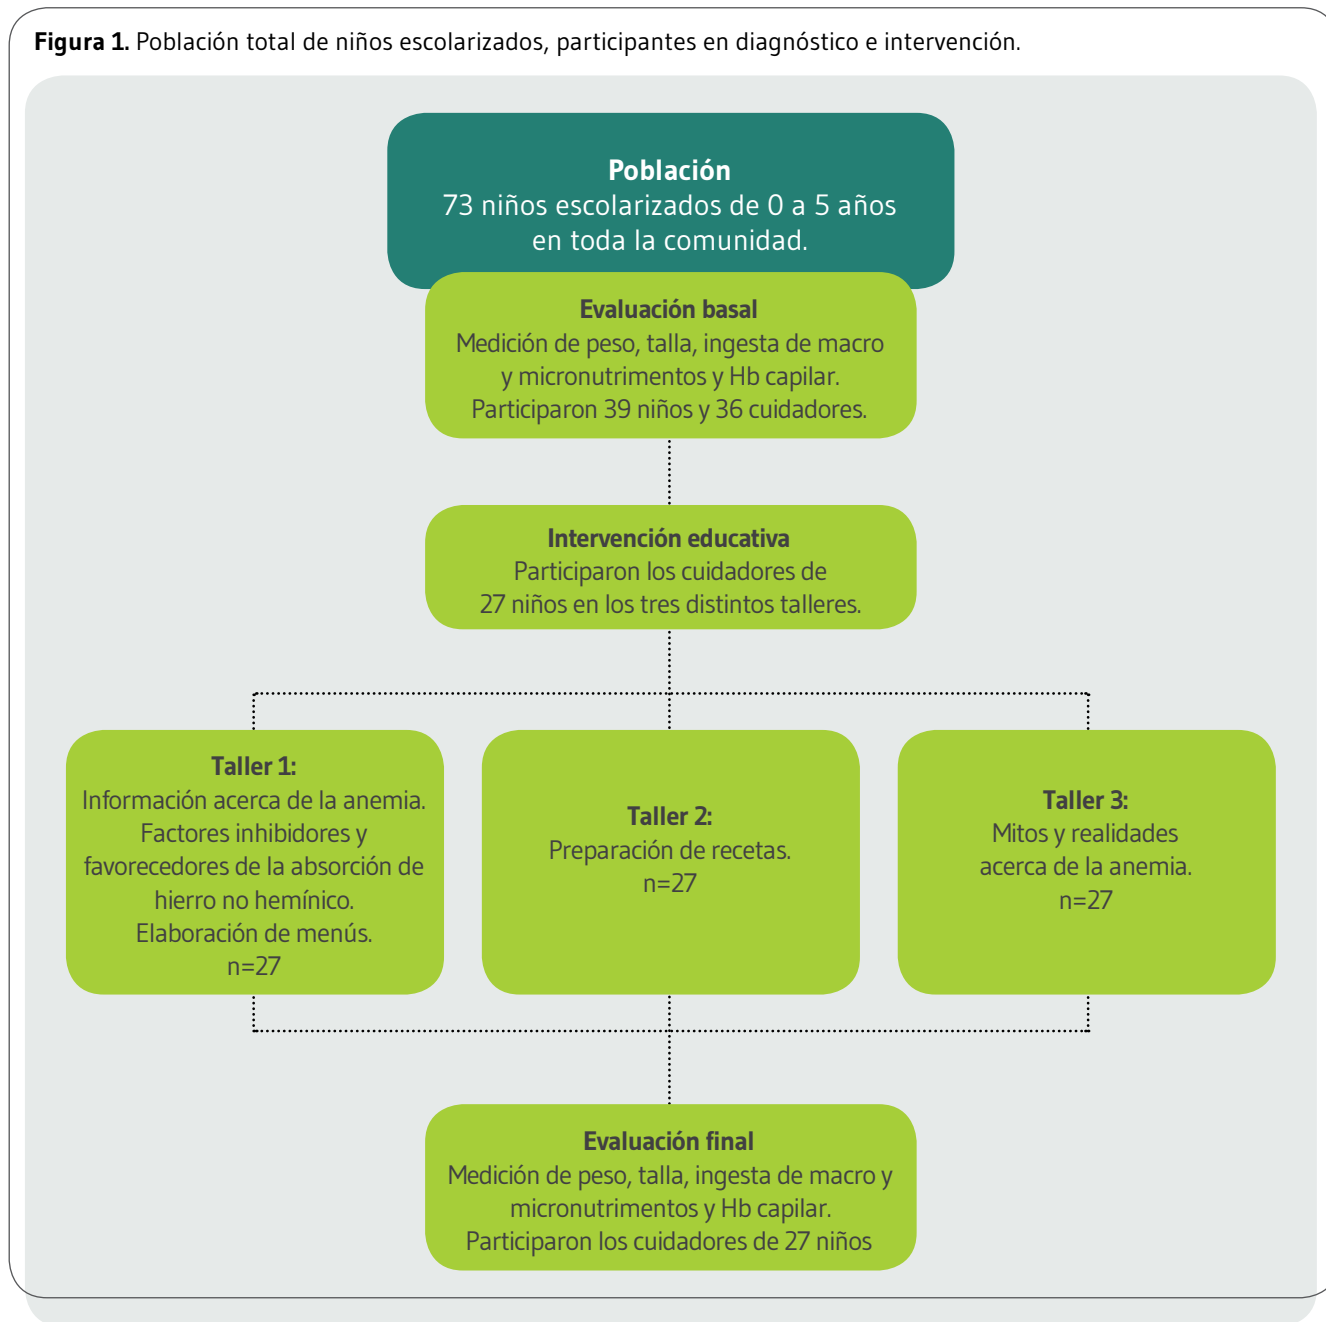 Figura 1. Población total de niños escolarizados, participantes en diagnóstico e intervención.
Población
73 niños escolarizados de 0 a 5 años
en toda la comunidad.
Evaluación basal
Medición de peso, talla, ingesta de macro
y micronutrimentos y Hb capilar.
Participaron 39 niños y 36 cuidadores.
Intervención educativa
Participaron los cuidadores de
27 niños en los tres distintos talleres.
Taller 1:
Información acerca de la anemia.
Factores inhibidores y
favorecedores de la absorción de
hierro no hemínico.
Elaboración de menús.
n=27
Taller 2:
Preparación de recetas.
n=27
Taller 3:
Mitos y realidades
acerca de la anemia.
n=27
Evaluación final
Medición de peso, talla, ingesta de macro y
micronutrimentos y Hb capilar.
Participaron los cuidadores de 27 niños